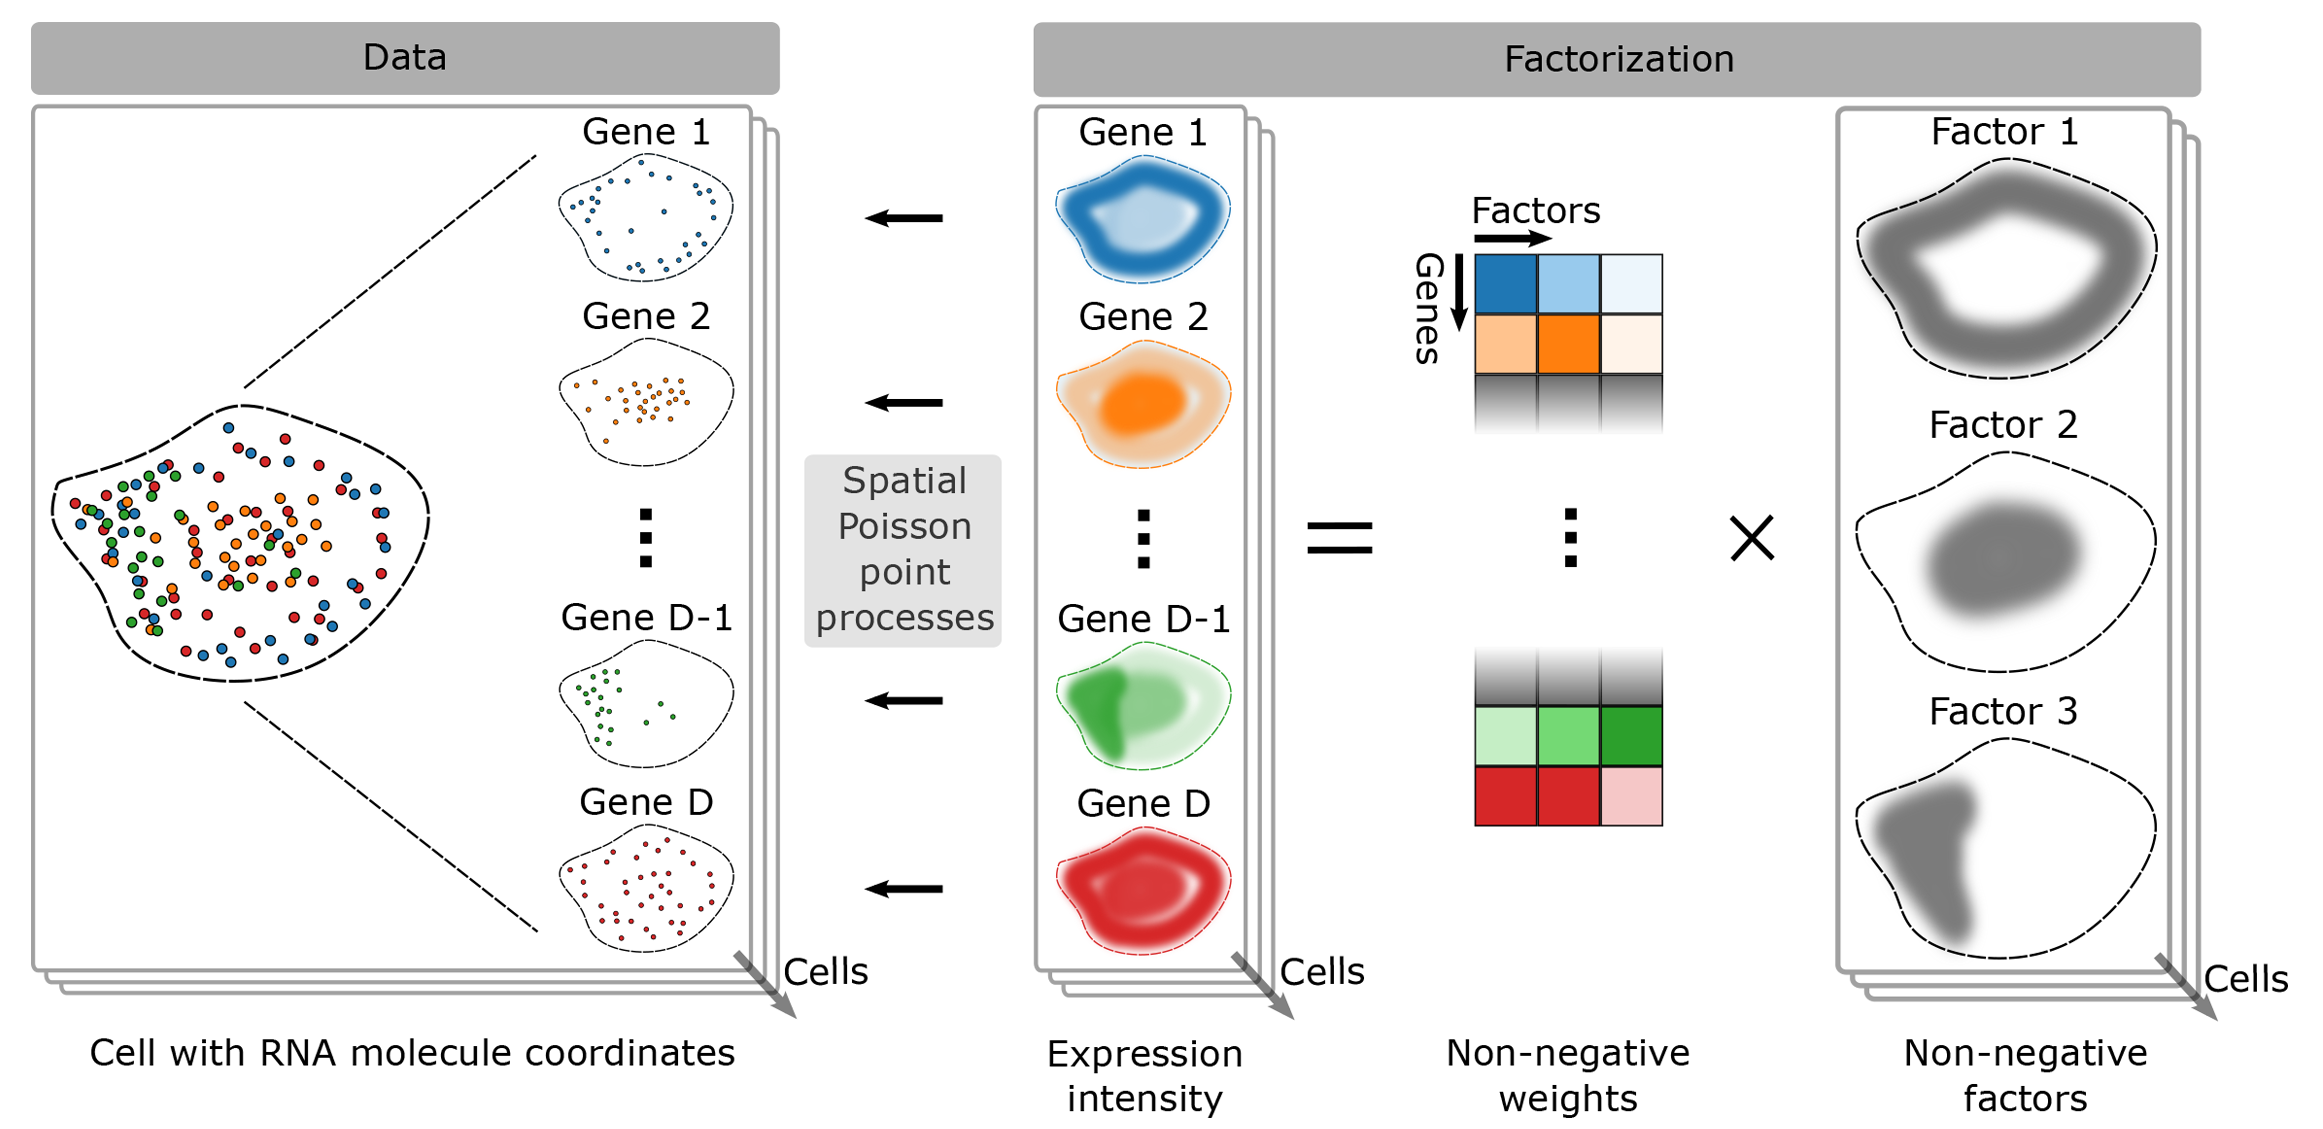 Data
Factorization
Gene 1
Gene 2
Gene D-1
Gene D
Cells
Cell with RNA molecule coordinates
Spatial
Poisson
point
processes
Gene 1
Gene 2
Gene D-1
Gene D
Cells
Expression
intensity
=
Factors
Genes
Non-negative
weights
×
Factor 1
Factor 2
Factor 3
Cells
Non-negative
factors